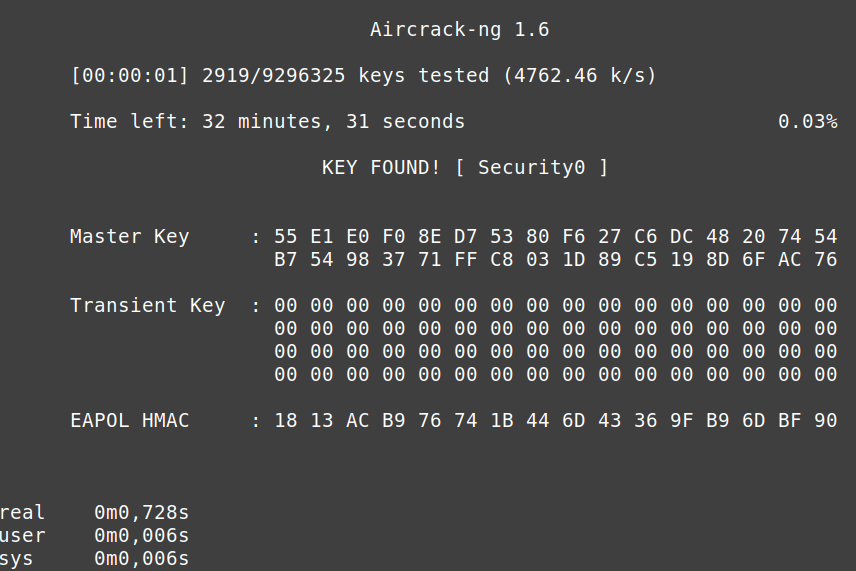 Aircrack-ng 1.6
[00:00:01] 2919/9296325 keys tested (4762.46 k/s)
Time left: 32 minutes, 31 seconds 0.03%
KEY FOUND! [ Security0 ]
Master Key : 55 E1 E0 F0 8E D7 53 80 F6 27 C6 DC 48 20 74 54
B7 54 98 37 71 FF C8 03 1D 89 C5 19 8D 6F AC 76
Transient Key : 00 00 00 00 00 00 00 00 00 00 00 00 00 00 00 00
00 00 00 00 00 00 00 00 00 00 00 00 00 00 00 00
00 00 00 00 00 00 00 00 00 00 00 00 00 00 00 00
00 00 00 00 00 00 00 00 00 00 00 00 00 00 00 00
EAPOL HMAC : 18 13 AC B9 76 74 1B 44 6D 43 36 9F B9 6D BF 90
real 0m0,728s
user 0m0,006s
sys 0m0,006s